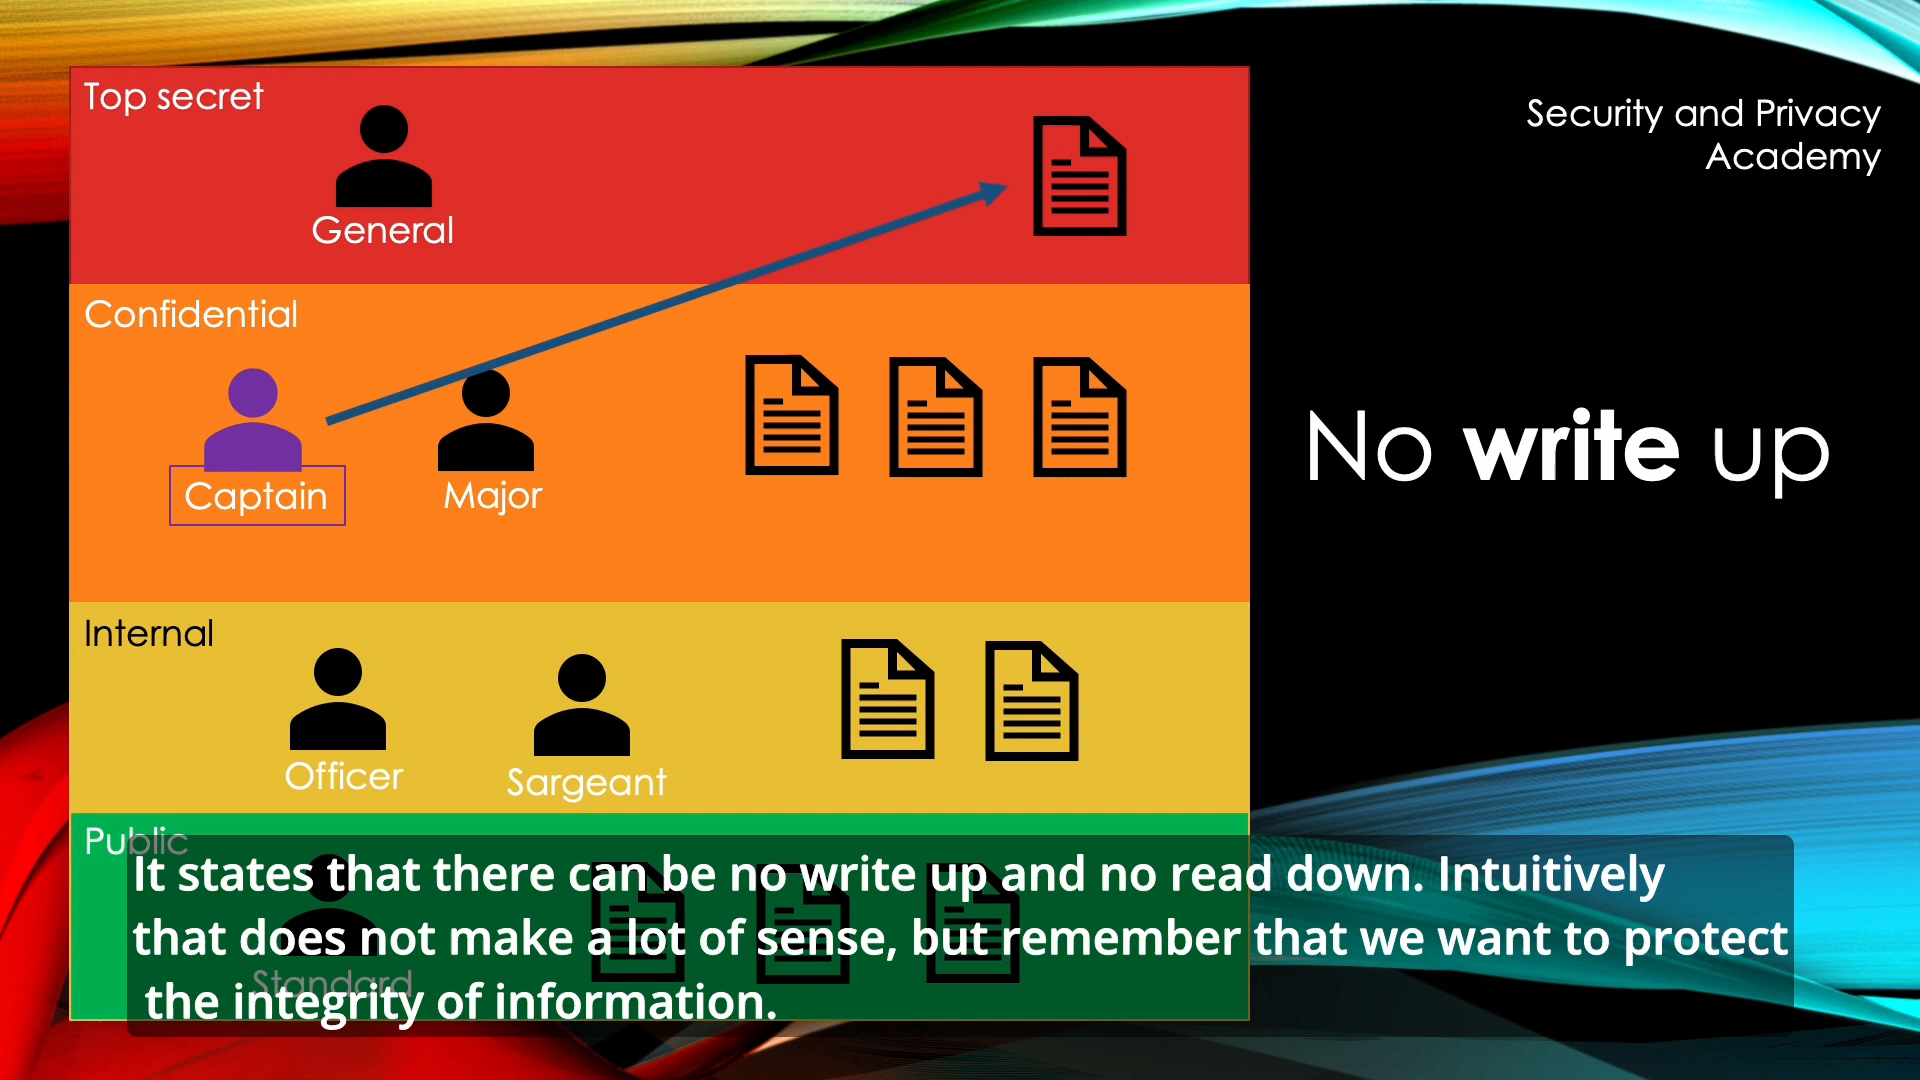 Top secret
General
Security and Privacy
Academy
Confidential
Captain
Major
No write up
Internal
Officer
Sargeant
Public
Standard
It states that there can be no write up and no read down. Intuitively
that does not make a lot of sense, but remember that we want to protect
the integrity of information.